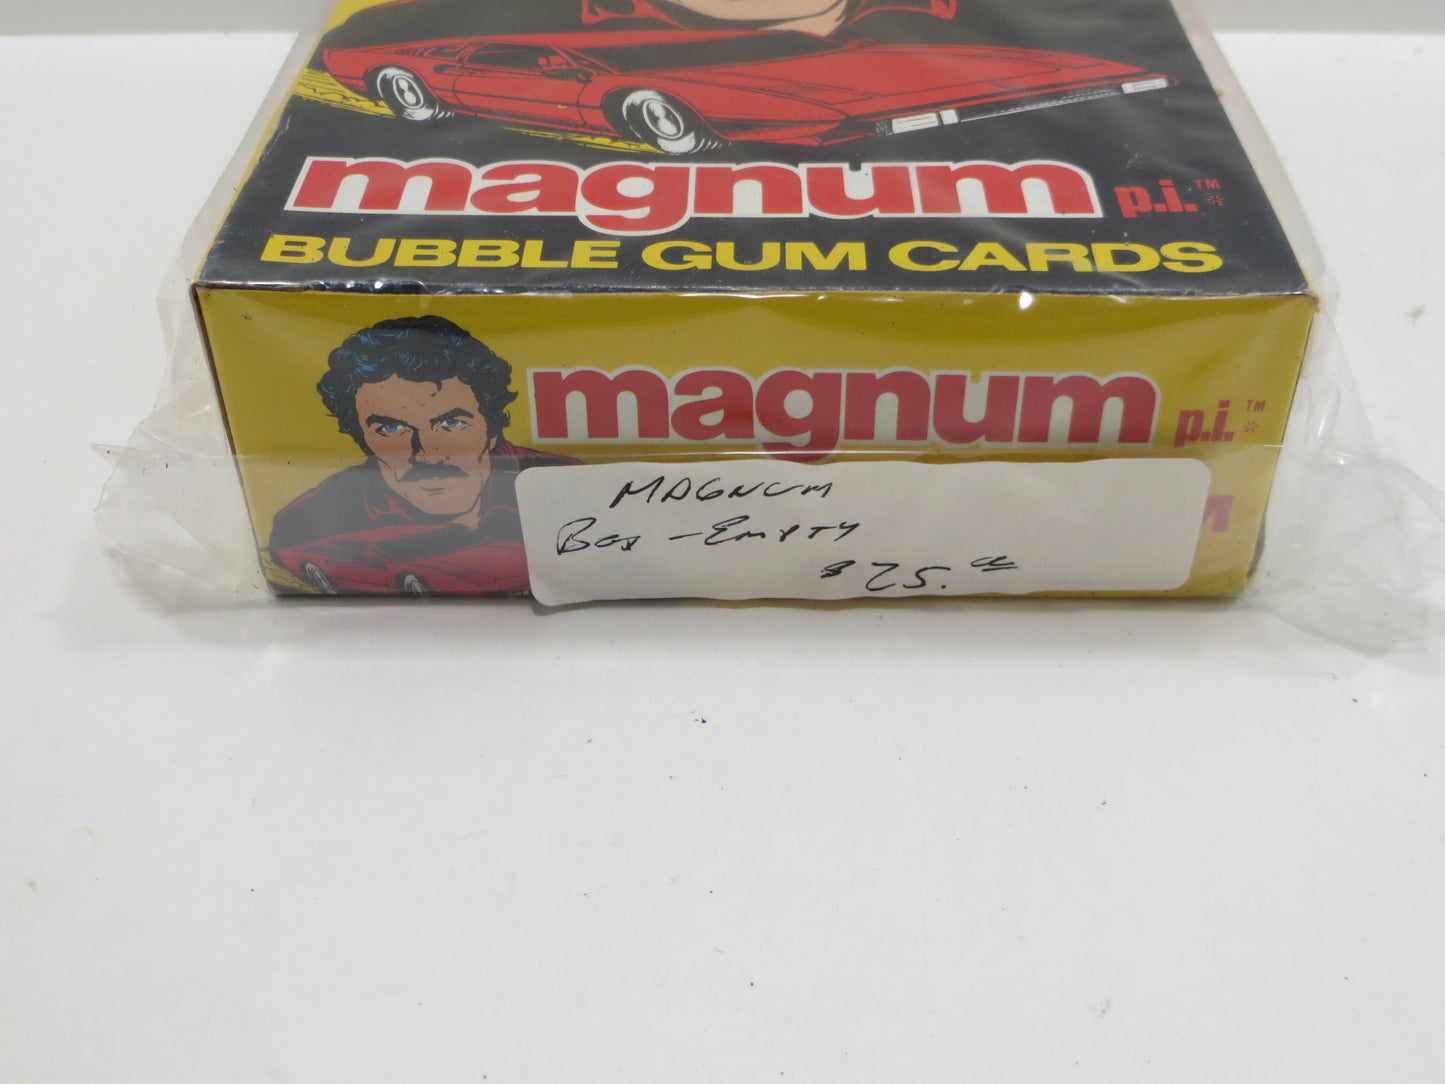 magnum p.i.™*
BUBBLE GUM CARDS
magnum p.i.™*
MAGNUM
BOX - EMPTY
$25.00